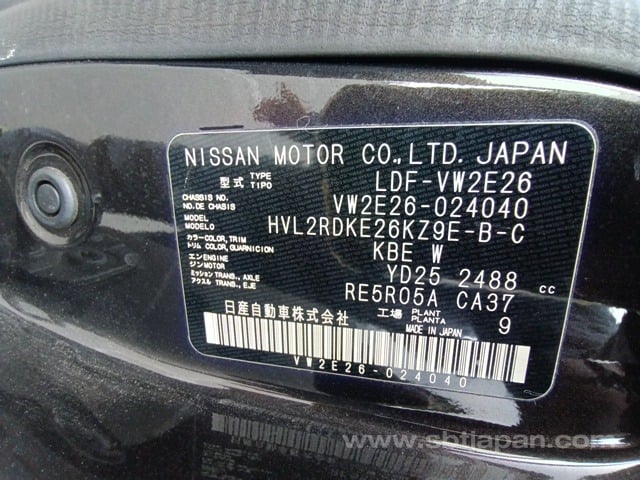 NISSAN MOTOR CO.,LTD. JAPAN
型式 TYPE TIPO LDF-VW2E26
CHASSIS NO. NO.DE CHASIS VW2E26-024040
MODEL MODELO HVL2RDKE26KZ9E-B-C
カラー COLOR, TRIM トリム COLOR, GUARNICION KBE W
エンジン ENGINE MOTOR YD25 2488 cc
ミッション TRANS., AXLE アクスル TRANS., EJE RE5R05A CA37
工場 PLANT PLANTA 9
日産自動車株式会社 MADE IN JAPAN
VW2E26-024040
www.sbtjapan.com